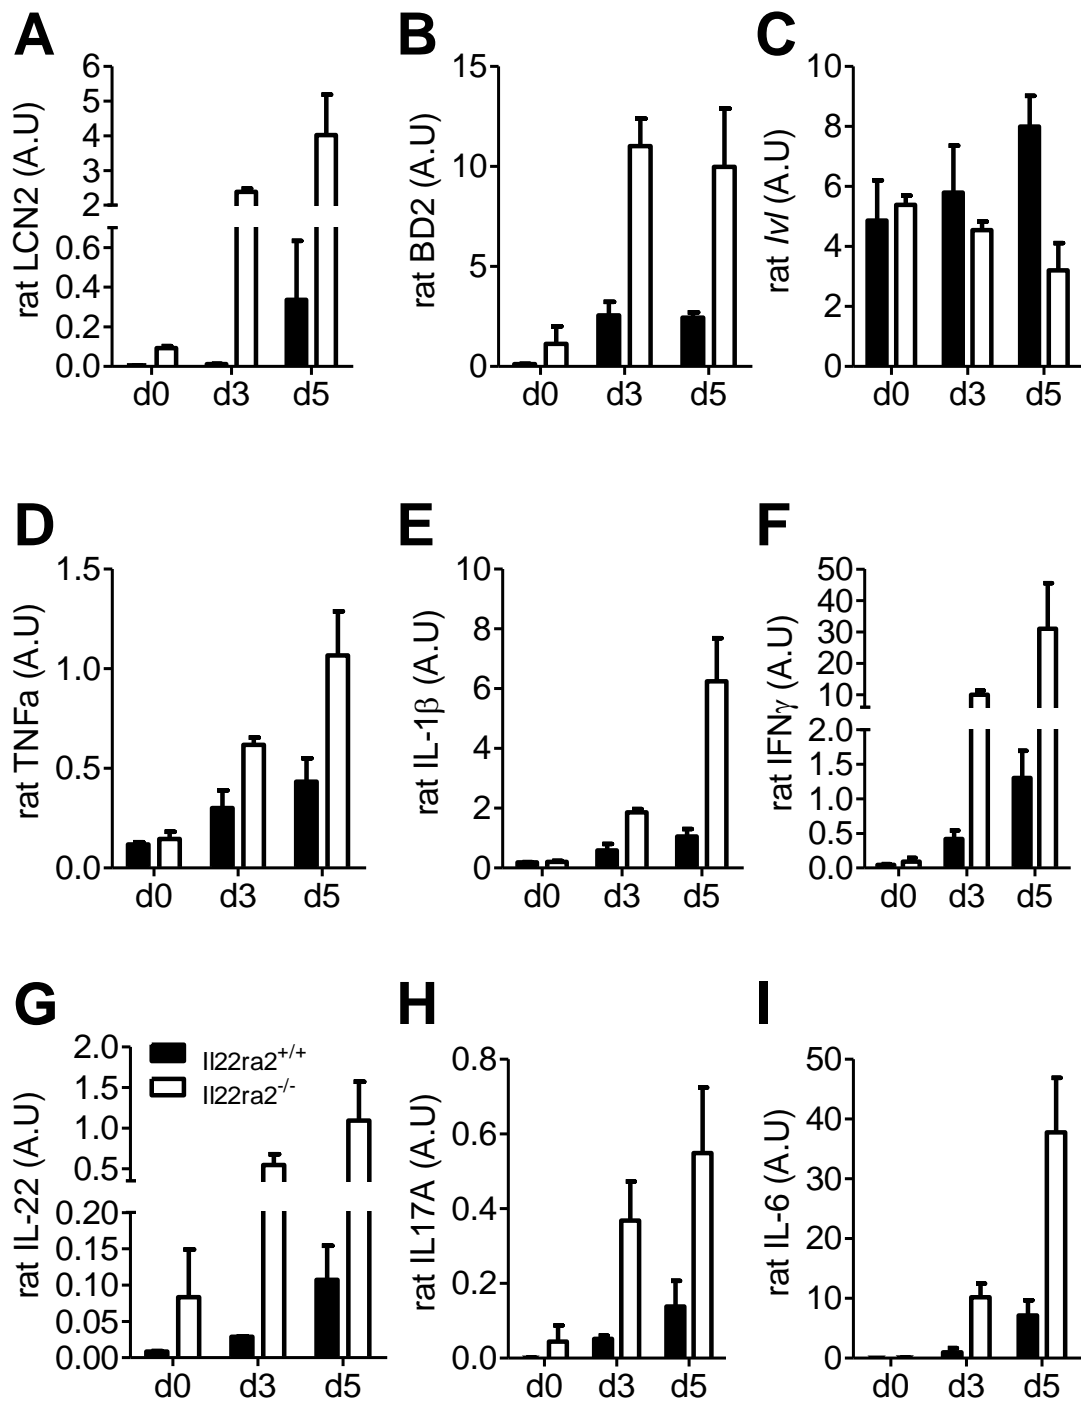 A
rat LCN2 (A.U)
6
5
4
3
2
0.6
0.4
0.2
0.0
d0 d3 d5
B
rat BD2 (A.U)
15
10
5
0
d0 d3 d5
C
rat Ivl (A.U)
10
8
6
4
2
0
d0 d3 d5
D
rat TNFa (A.U)
1.5
1.0
0.5
0.0
d0 d3 d5
E
rat IL-1β (A.U)
10
8
6
4
2
0
d0 d3 d5
F
rat IFNγ (A.U)
50
40
30
20
10
2.0
1.5
1.0
0.5
0.0
d0 d3 d5
G
rat IL-22 (A.U)
2.0
1.5
1.0
0.5
0.20
0.15
0.10
0.05
0.00
Il22ra2+/+
Il22ra2-/-
d0 d3 d5
H
rat IL17A (A.U)
0.8
0.6
0.4
0.2
0.0
d0 d3 d5
I
rat IL-6 (A.U)
50
40
30
20
10
0
d0 d3 d5